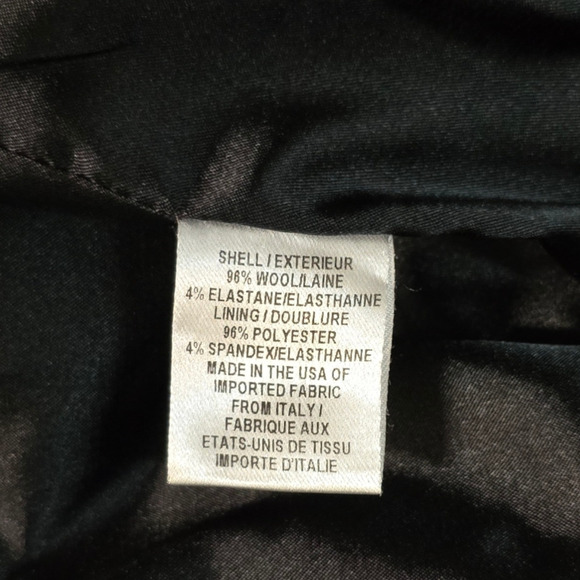 SHELL / EXTERIEUR
96% WOOL/LAINE
4% ELASTANE/ELASTHANNE
LINING / DOUBLURE
96% POLYESTER
4% SPANDEX/ELASTHANNE
MADE IN THE USA OF
IMPORTED FABRIC
FROM ITALY /
FABRIQUE AUX
ETATS-UNIS DE TISSU
IMPORTE D'ITALIE